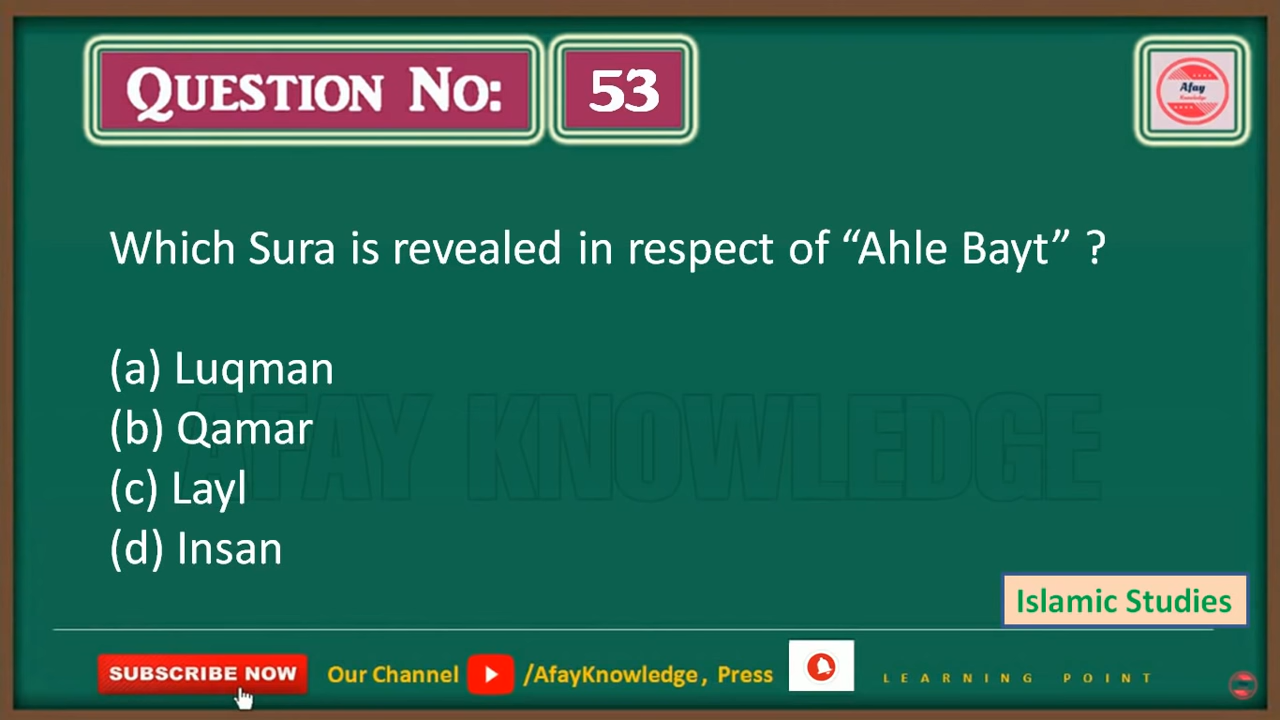 QUESTION NO: 53
Afay
Knowledge
Which Sura is revealed in respect of “Ahle Bayt” ?
(a) Luqman
(b) Qamar
(c) Layl
(d) Insan
AFAY KNOWLEDGE
Islamic Studies
SUBSCRIBE NOW Our Channel /AfayKnowledge, Press LEARNING POINT